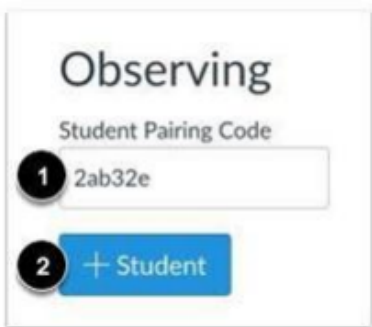 Observing
Student Pairing Code
1 2ab32e
2 + Student